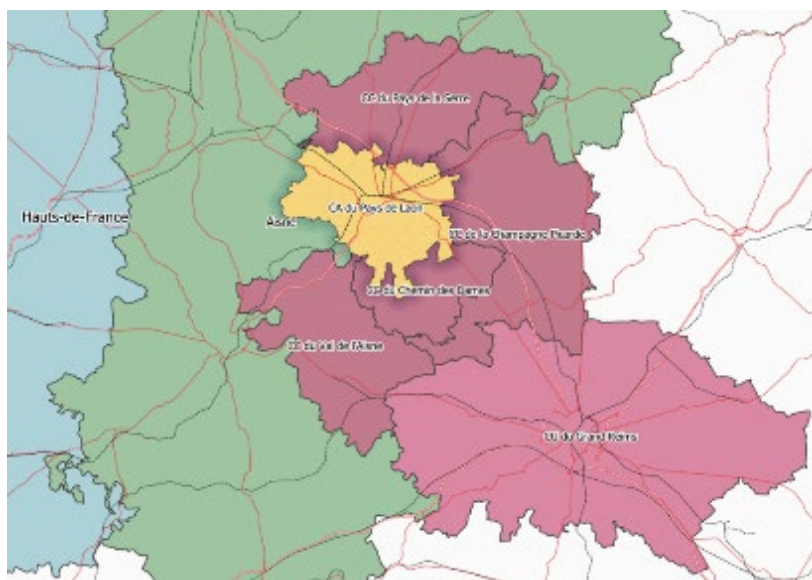 CC du Pays de la Serre
Hauts-de-France
Aisne
CA du Pays de Laon
CC de la Champagne Picarde
CC du Chemin des Dames
CC du Val de l'Aisne
CU du Grand Reims